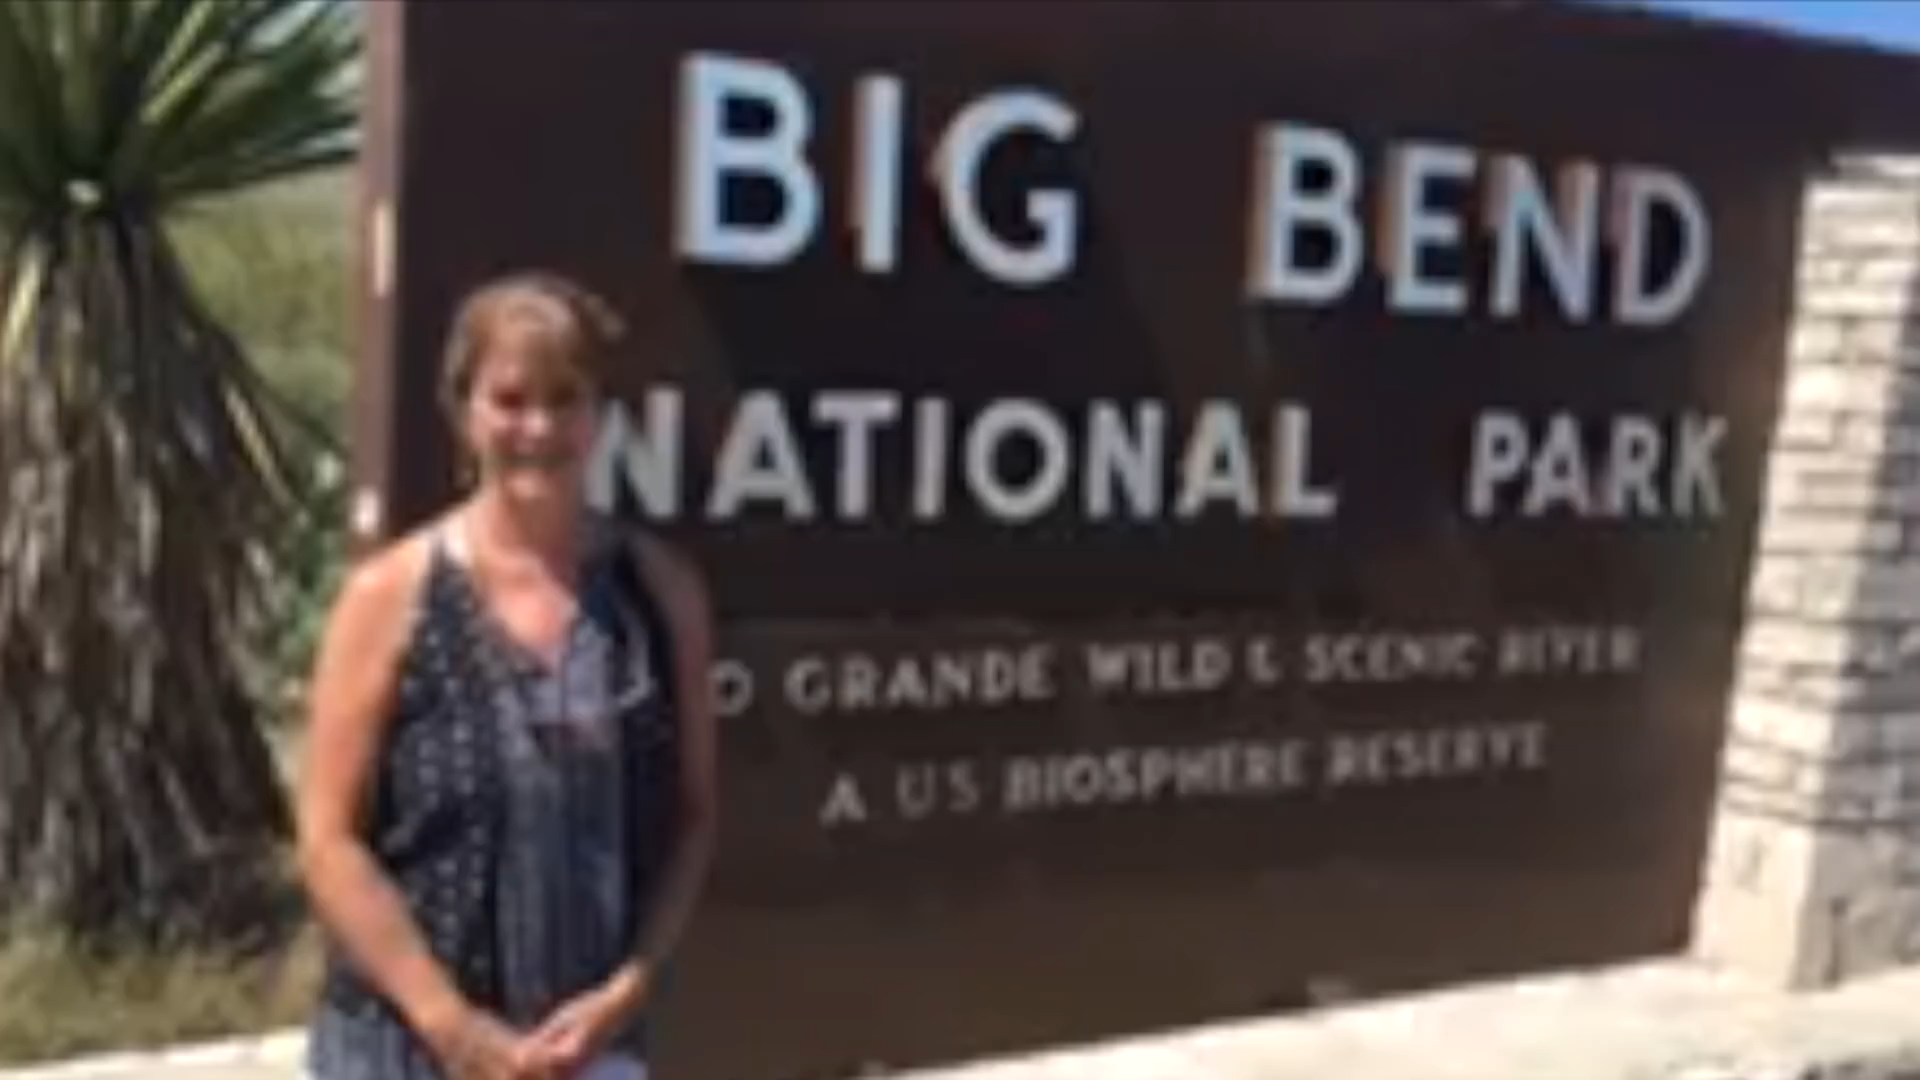 BIG BEND
NATIONAL PARK
O GRANDE WILD & SCENIC RIVER
A US BIOSPHERE RESERVE